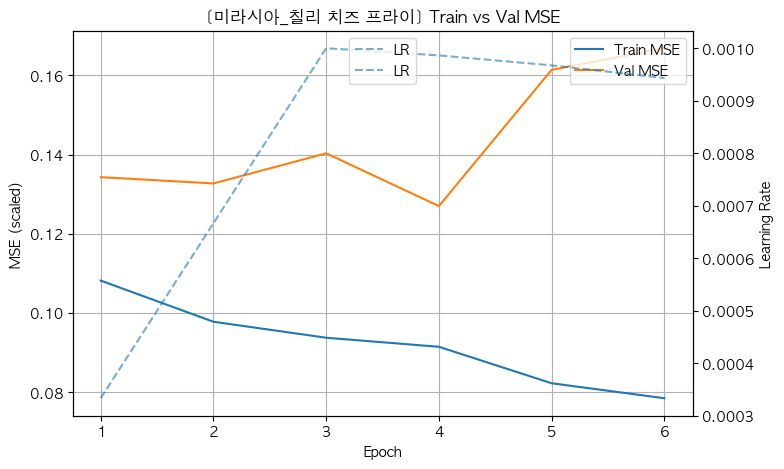 [미라시아_칠리 치즈 프라이] Train vs Val MSE
LR
LR
Train MSE
Val MSE
MSE (scaled)
0.16
0.14
0.12
0.10
0.08
0.0010
0.0009
0.0008
0.0007
0.0006
0.0005
0.0004
0.0003
Learning Rate
1 2 3 4 5 6
Epoch